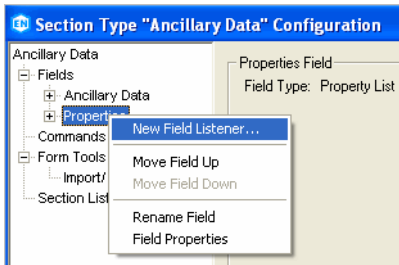 EN Section Type "Ancillary Data" Configuration
Ancillary Data
Fields
Ancillary Data
Properties
Commands
Form Tools
Import/
Section List
Properties Field
Field Type: Property List
New Field Listener...
Move Field Up
Move Field Down
Rename Field
Field Properties